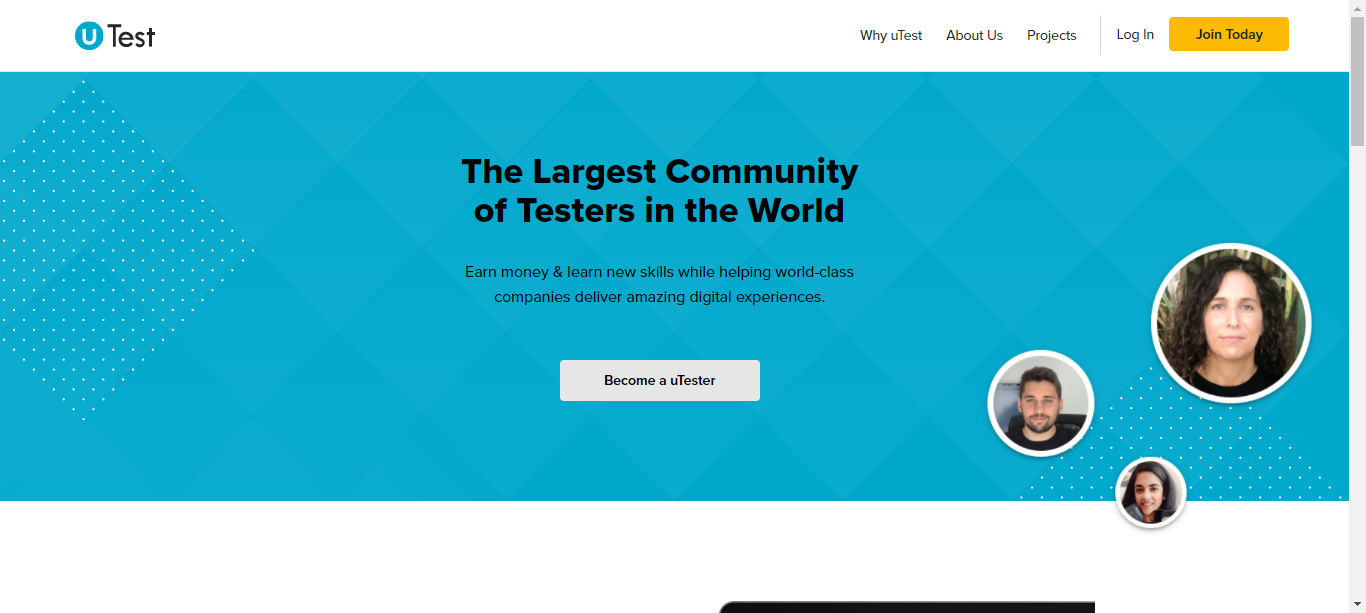 uTest
Why uTest
About Us
Projects
Log In
Join Today
The Largest Community
of Testers in the World
Earn money & learn new skills while helping world-class
companies deliver amazing digital experiences.
Become a uTester